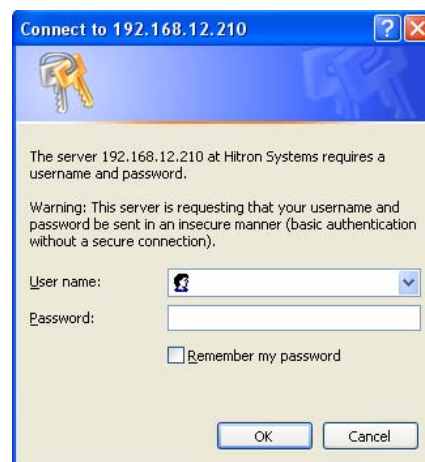 Connect to 192.168.12.210
The server 192.168.12.210 at Hitron Systems requires a
username and password.
Warning: This server is requesting that your username and
password be sent in an insecure manner (basic authentication
without a secure connection).
User name:
Password:
Remember my password
OK
Cancel